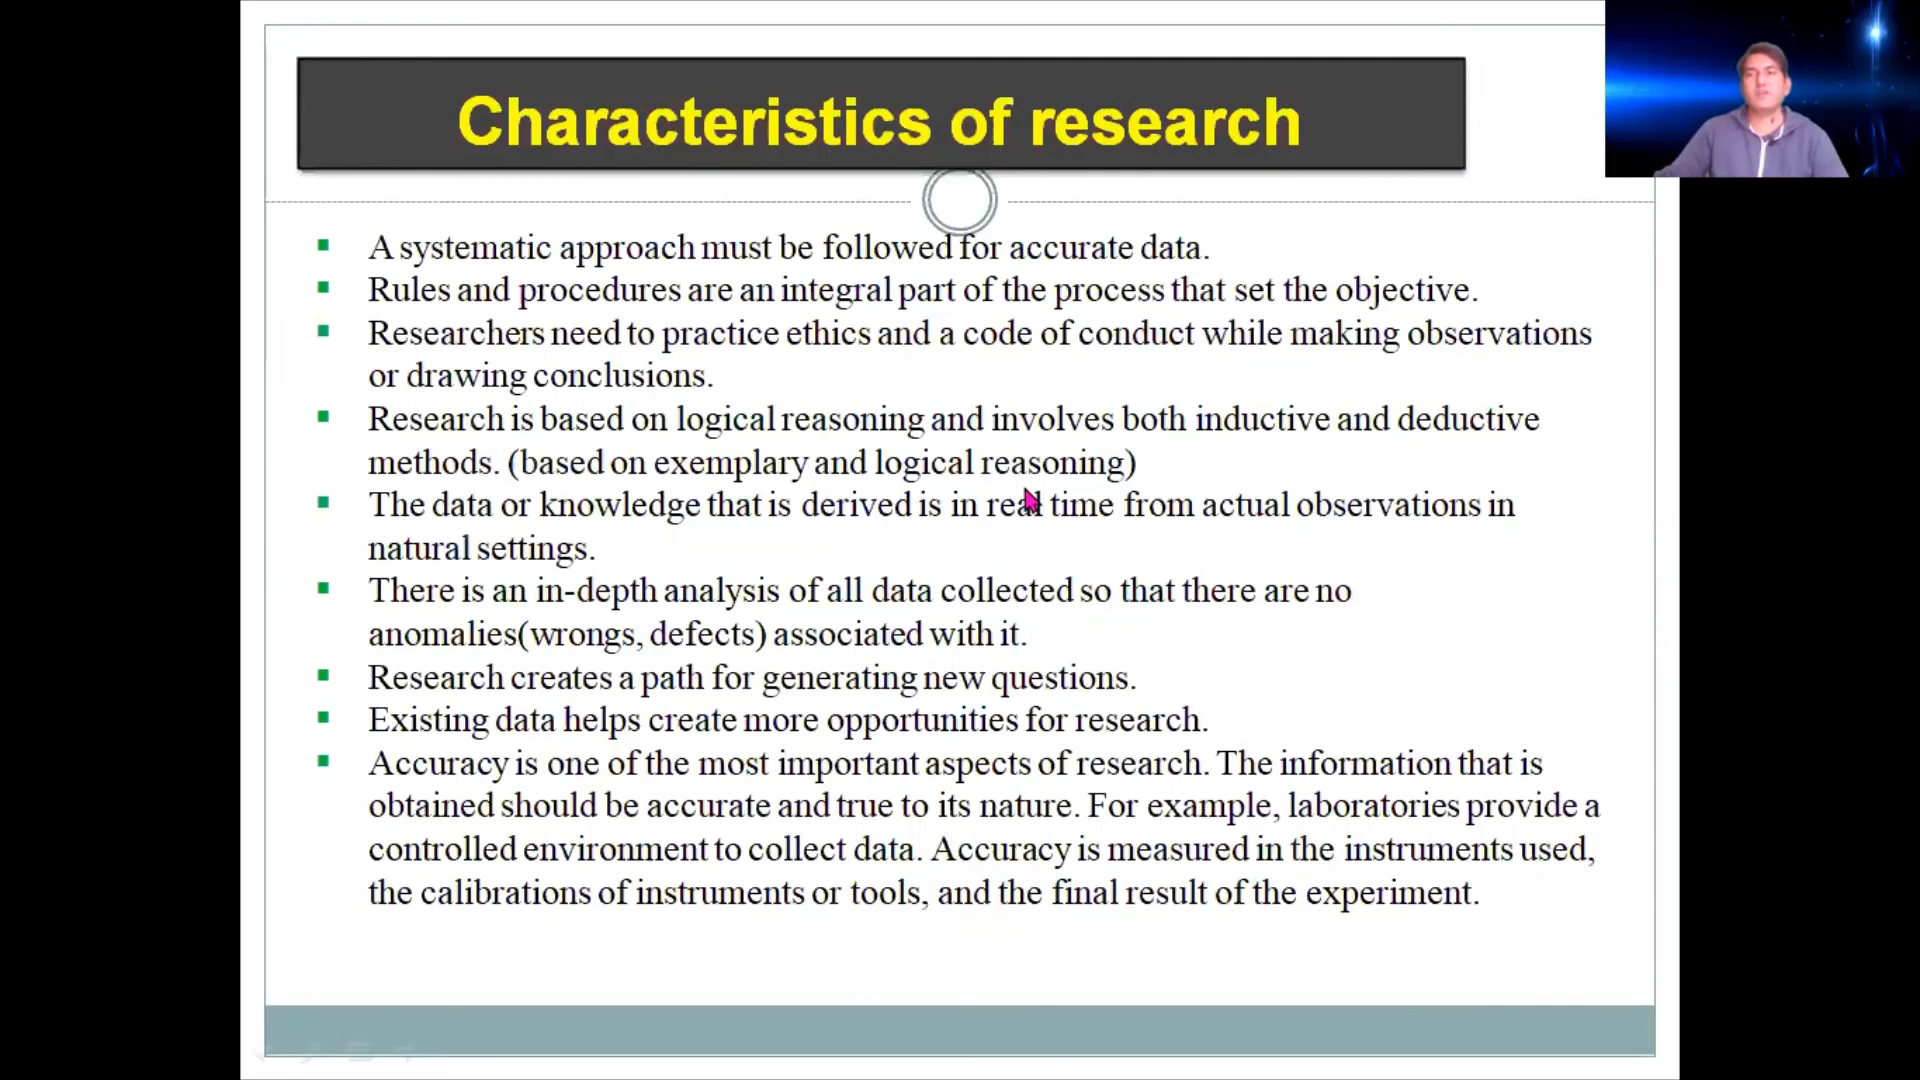 Characteristics of research
A systematic approach must be followed for accurate data.
Rules and procedures are an integral part of the process that set the objective.
Researchers need to practice ethics and a code of conduct while making observations
or drawing conclusions.
Research is based on logical reasoning and involves both inductive and deductive
methods. (based on exemplary and logical reasoning)
The data or knowledge that is derived is in real time from actual observations in
natural settings.
There is an in-depth analysis of all data collected so that there are no
anomalies(wrongs, defects) associated with it.
Research creates a path for generating new questions.
Existing data helps create more opportunities for research.
Accuracy is one of the most important aspects of research. The information that is
obtained should be accurate and true to its nature. For example, laboratories provide a
controlled environment to collect data. Accuracy is measured in the instruments used,
the calibrations of instruments or tools, and the final result of the experiment.